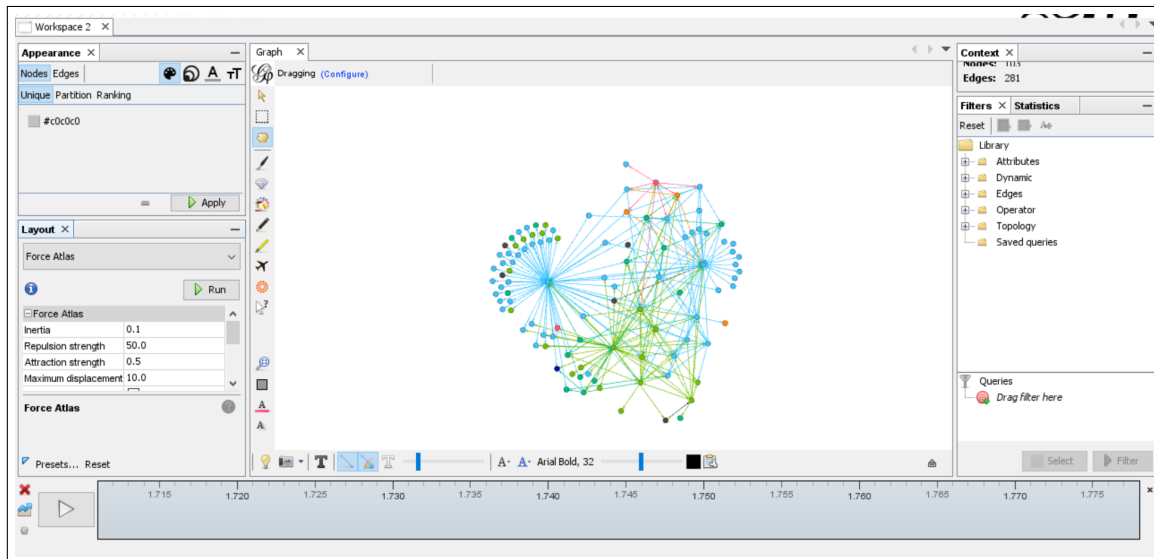 Workspace 2
Appearance
Nodes Edges
Unique Partition Ranking
#c0c0c0
Apply
Layout
Force Atlas
Run
Force Atlas
Inertia 0.1
Repulsion strength 50.0
Attraction strength 0.5
Maximum displacement 10.0
Force Atlas
Presets... Reset
Graph
Dragging (Configure)
Arial Bold, 32
Context
Nodes: 103
Edges: 281
Filters Statistics
Reset
Library
Attributes
Dynamic
Edges
Operator
Topology
Saved queries
Queries
Drag filter here
Select Filter
1.715 1.720 1.725 1.730 1.735 1.740 1.745 1.750 1.755 1.760 1.765 1.770 1.775